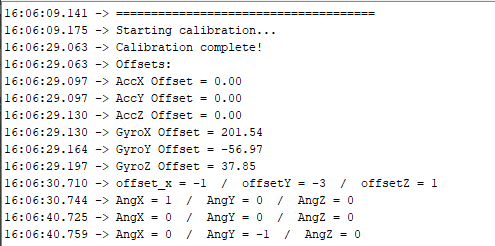 16:06:09.141 -> =====================================
16:06:09.175 -> Starting calibration...
16:06:29.063 -> Calibration complete!
16:06:29.063 -> Offsets:
16:06:29.097 -> AccX Offset = 0.00
16:06:29.097 -> AccY Offset = 0.00
16:06:29.130 -> AccZ Offset = 0.00
16:06:29.130 -> GyroX Offset = 201.54
16:06:29.164 -> GyroY Offset = -56.97
16:06:29.197 -> GyroZ Offset = 37.85
16:06:30.710 -> offset_x = -1  /  offsetY = -3  /  offsetZ = 1
16:06:30.744 -> AngX = 1  /  AngY = 0  /  AngZ = 0
16:06:40.725 -> AngX = 0  /  AngY = 0  /  AngZ = 0
16:06:40.759 -> AngX = 0  /  AngY = -1  /  AngZ = 0